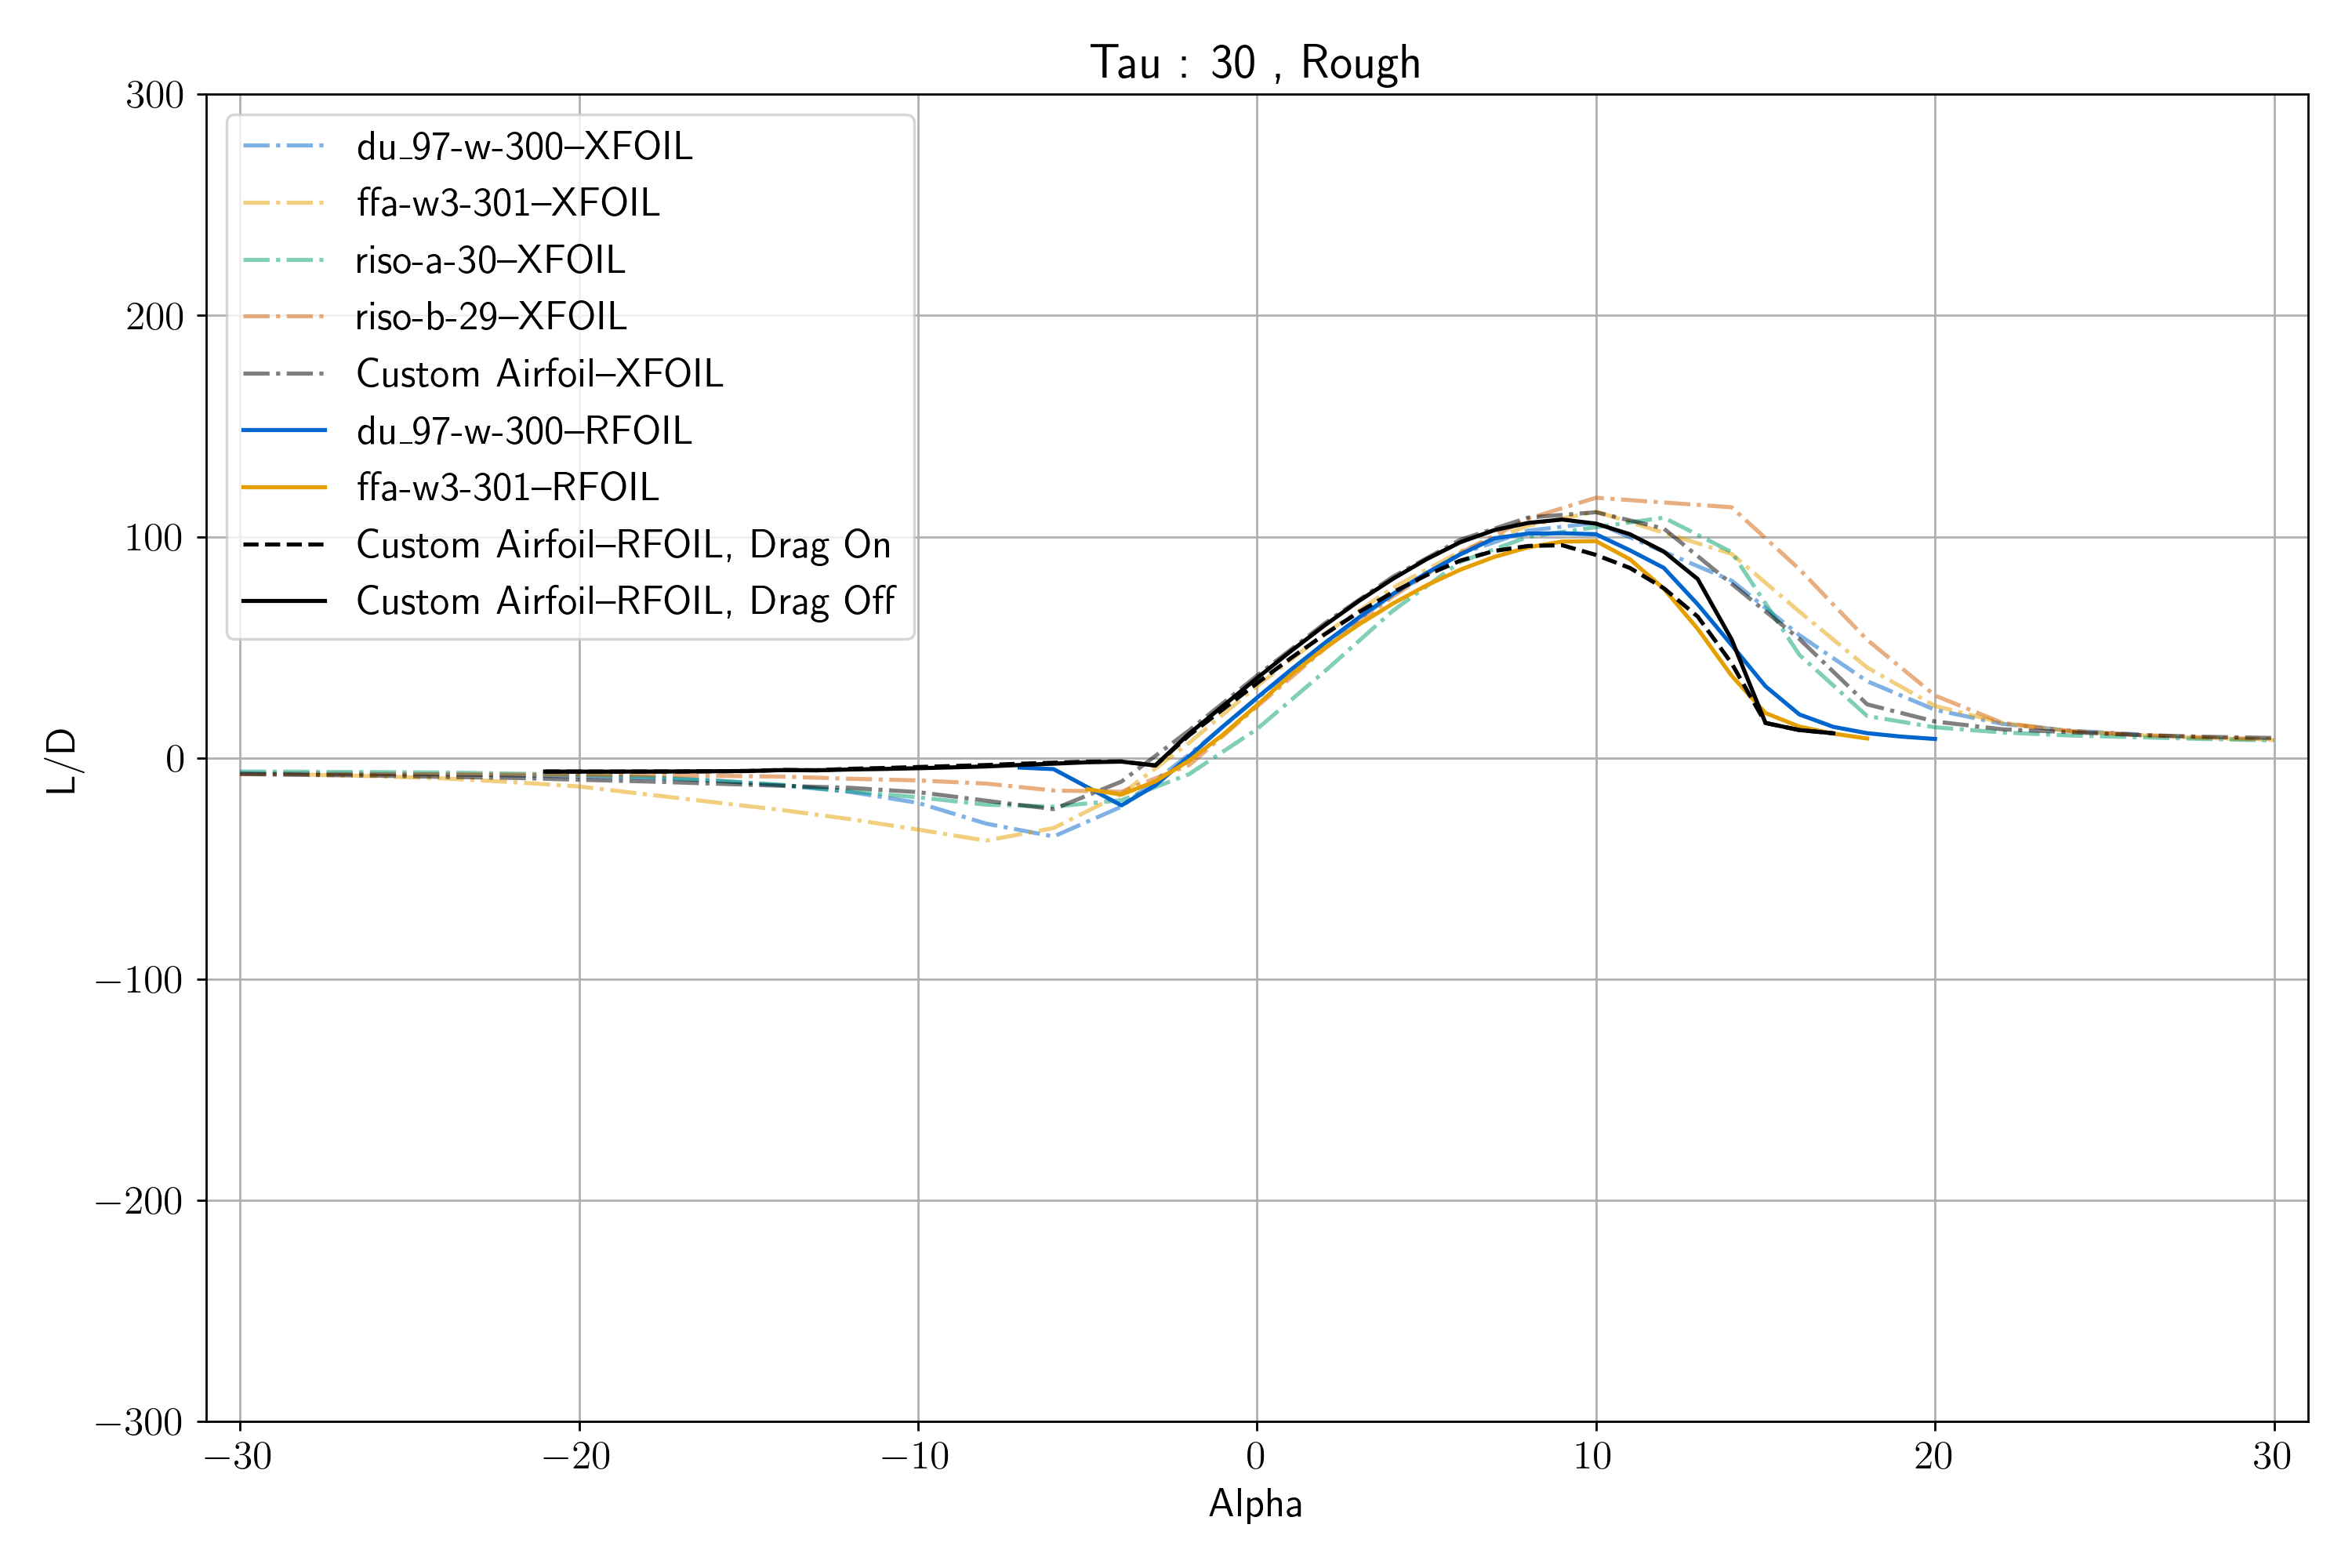 Tau : 30 , Rough
300
200
100
0
−100
−200
−300
L/D
du_97-w-300–XFOIL
ffa-w3-301–XFOIL
riso-a-30–XFOIL
riso-b-29–XFOIL
Custom Airfoil–XFOIL
du_97-w-300–RFOIL
ffa-w3-301–RFOIL
Custom Airfoil–RFOIL, Drag On
Custom Airfoil–RFOIL, Drag Off
−30 −20 −10 0 10 20 30
Alpha